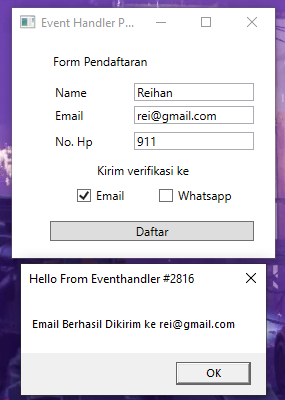 Event Handler P...
Form Pendaftaran
Name Reihan
Email rei@gmail.com
No. Hp 911
Kirim verifikasi ke
Email Whatsapp
Daftar
Hello From Eventhandler #2816
Email Berhasil Dikirim ke rei@gmail.com
OK